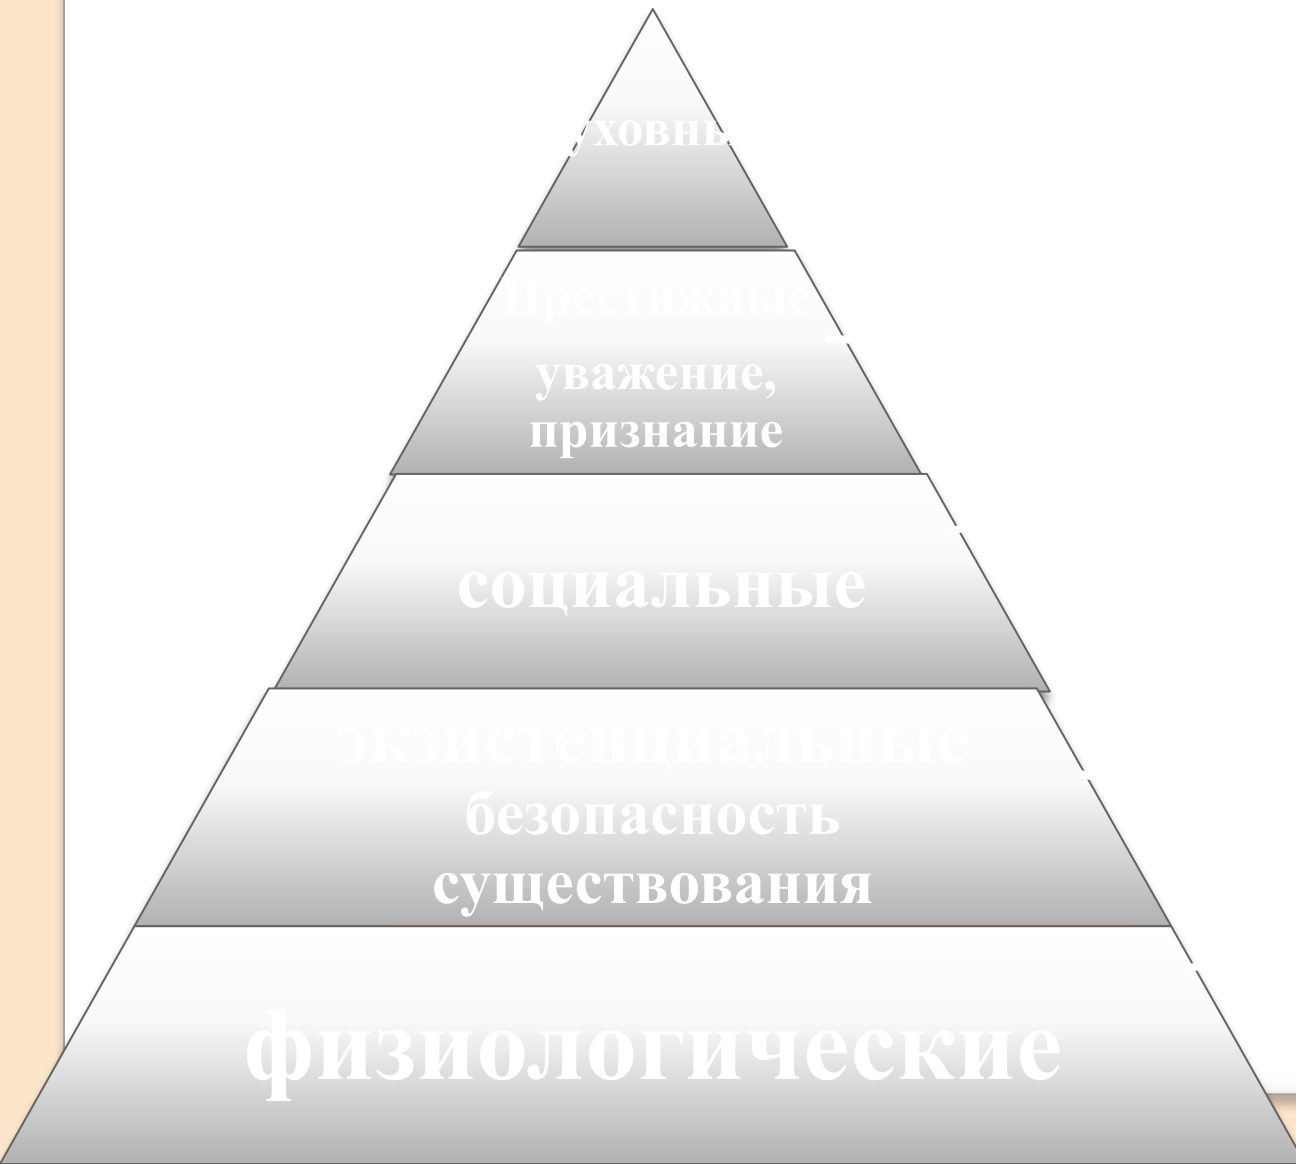 уховны
Престижные
уважение,
признание
социальные
экзистенциальные
безопасность
существования
физиологические